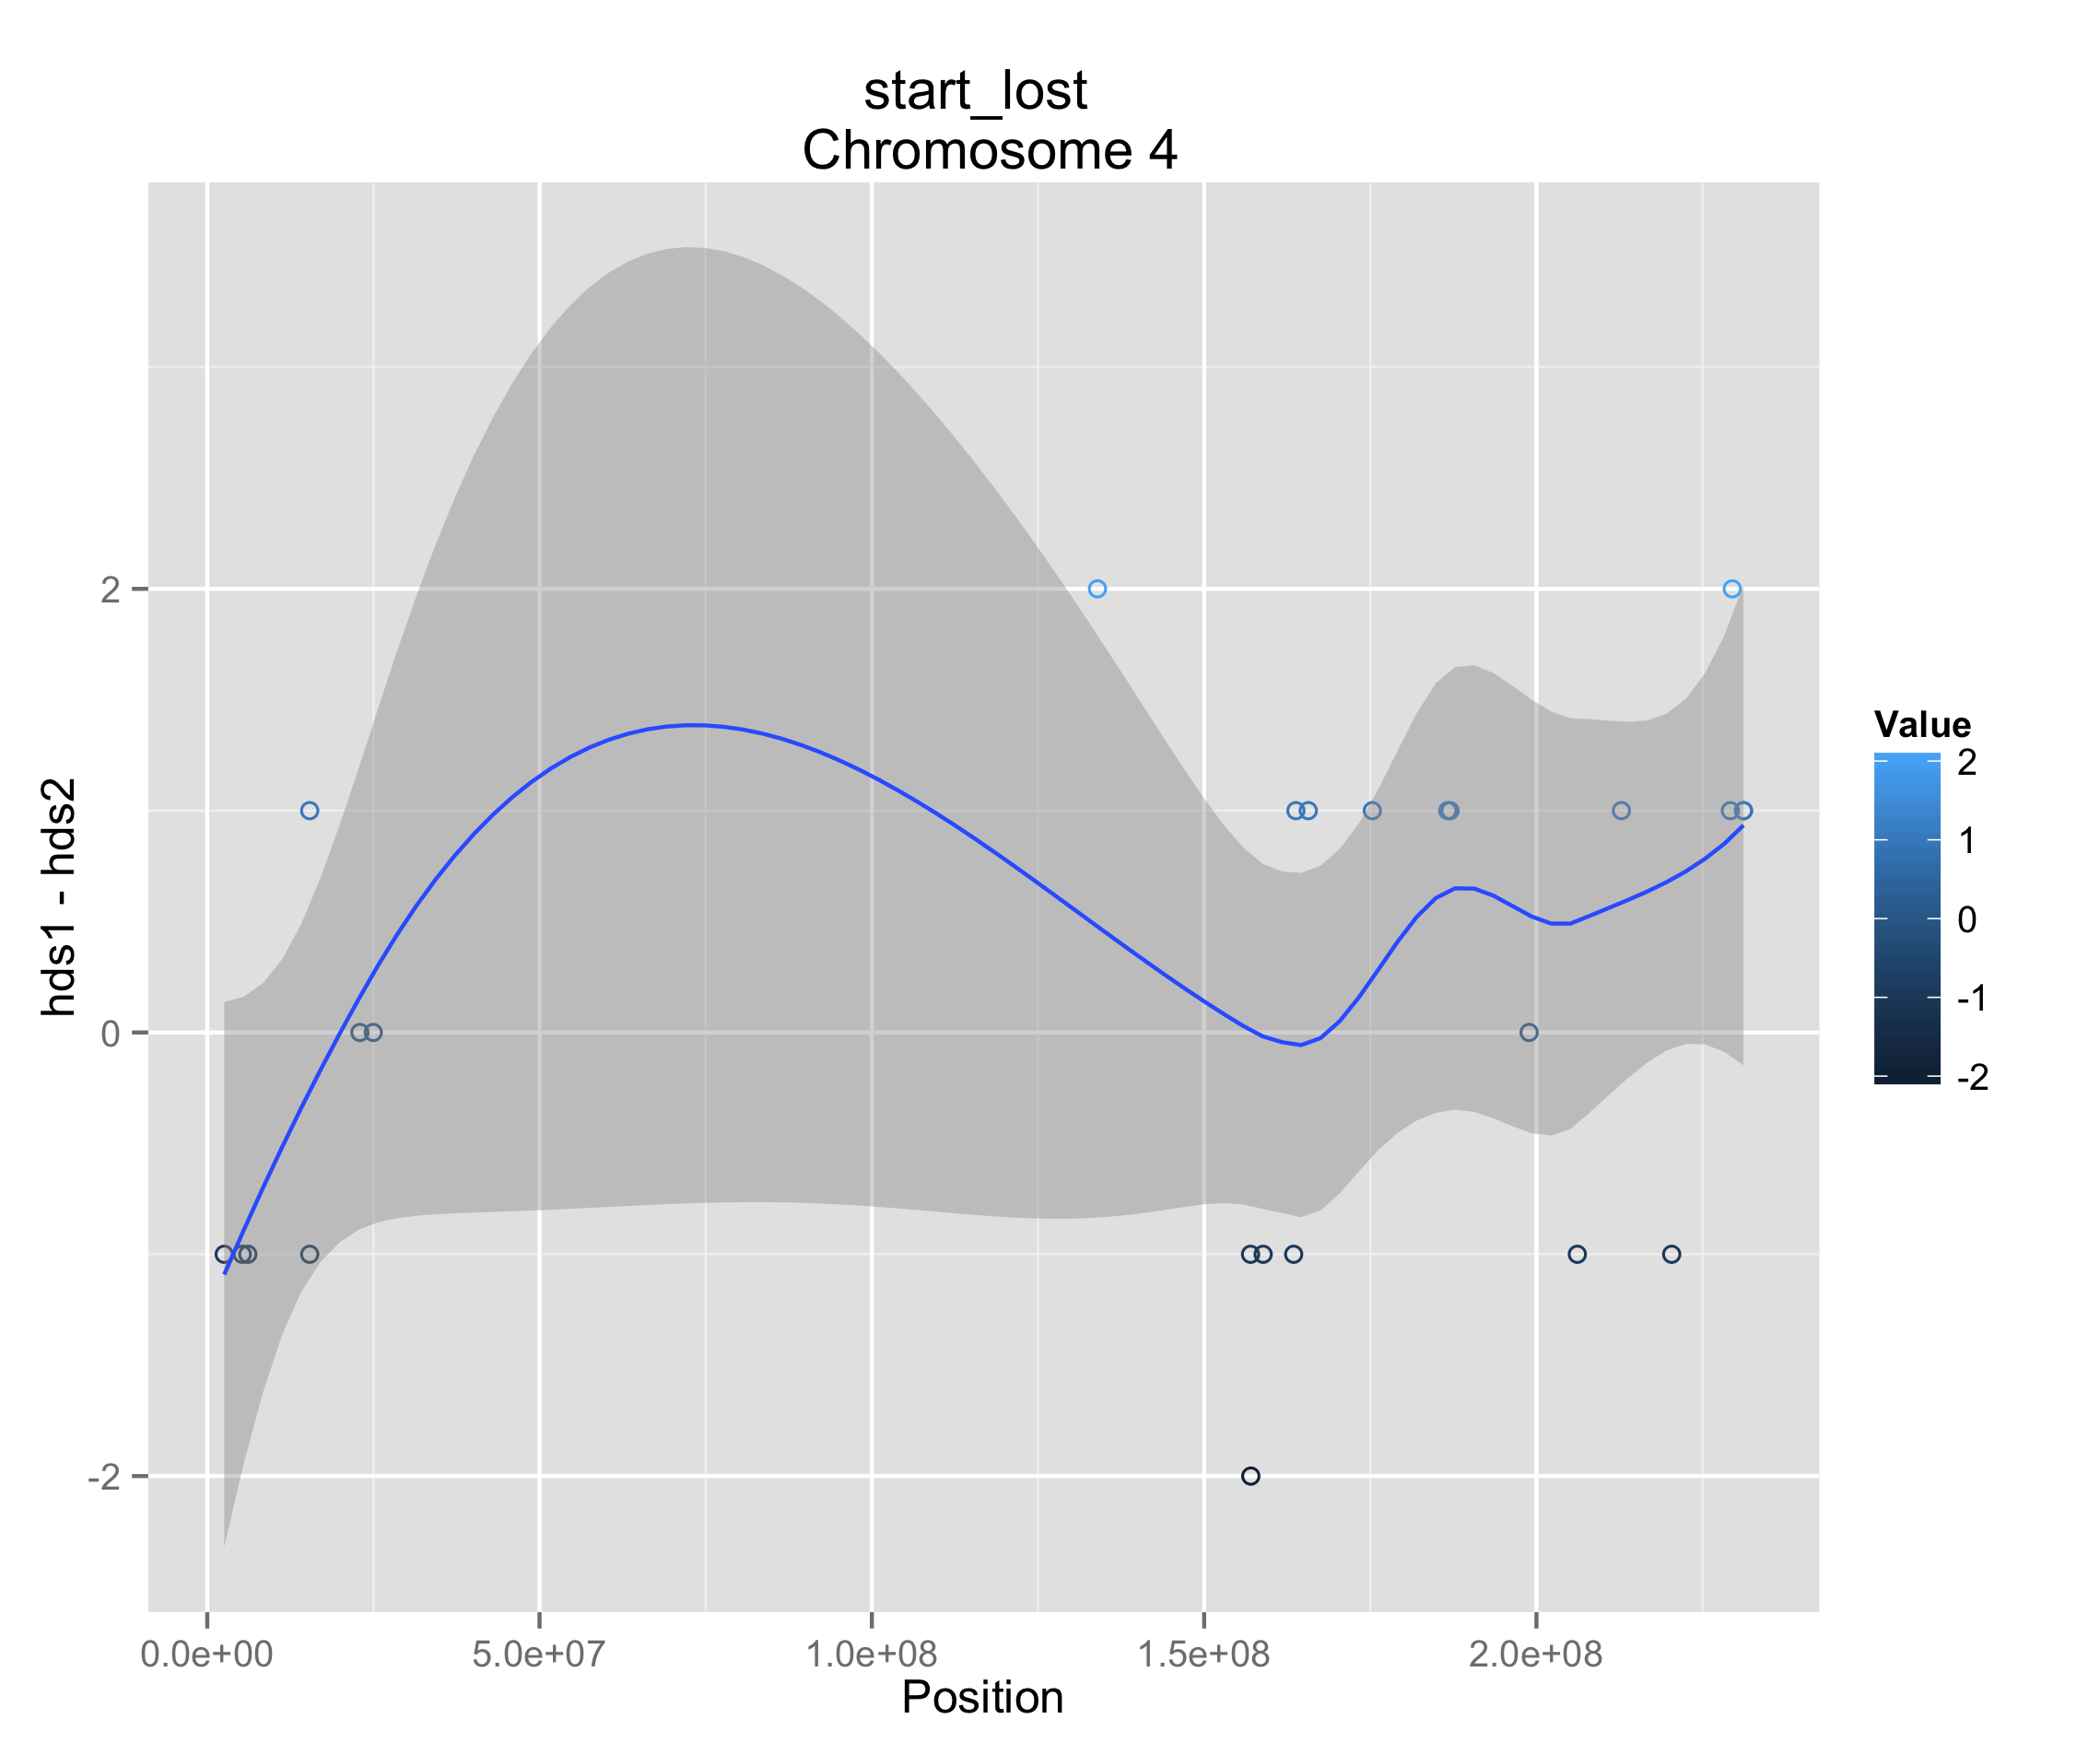 start_lost
Chromosome 4
hds1 - hds2
2
0
-2
0.0e+00 5.0e+07 1.0e+08 1.5e+08 2.0e+08
Position
Value
2
1
0
-1
-2